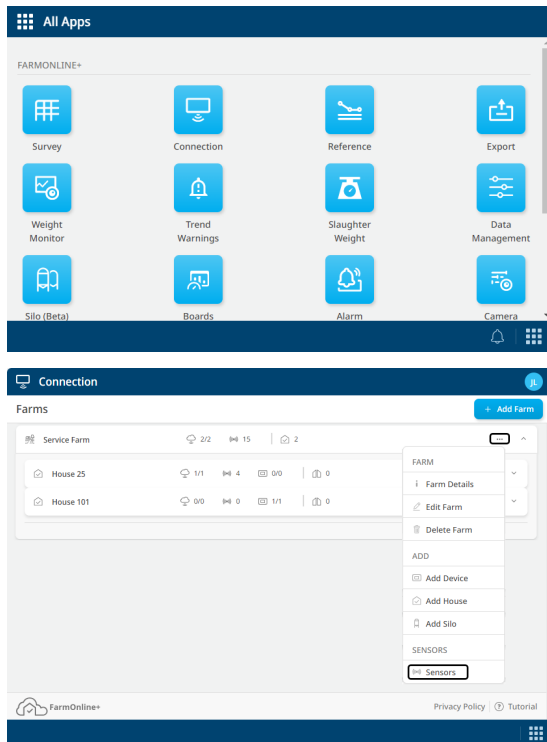 All Apps
FARMONLINE+
Survey
Connection
Reference
Export
Weight
Monitor
Trend
Warnings
Slaughter
Weight
Data
Management
Silo (Beta)
Boards
Alarm
Camera
Connection
JL
Farms
+ Add Farm
Service Farm 2/2 15 2 ...
House 25 1/1 4 0/0 0
House 101 0/0 0 1/1 0
FARM
Farm Details
Edit Farm
Delete Farm
ADD
Add Device
Add House
Add Silo
SENSORS
Sensors
FarmOnline+
Privacy Policy ? Tutorial